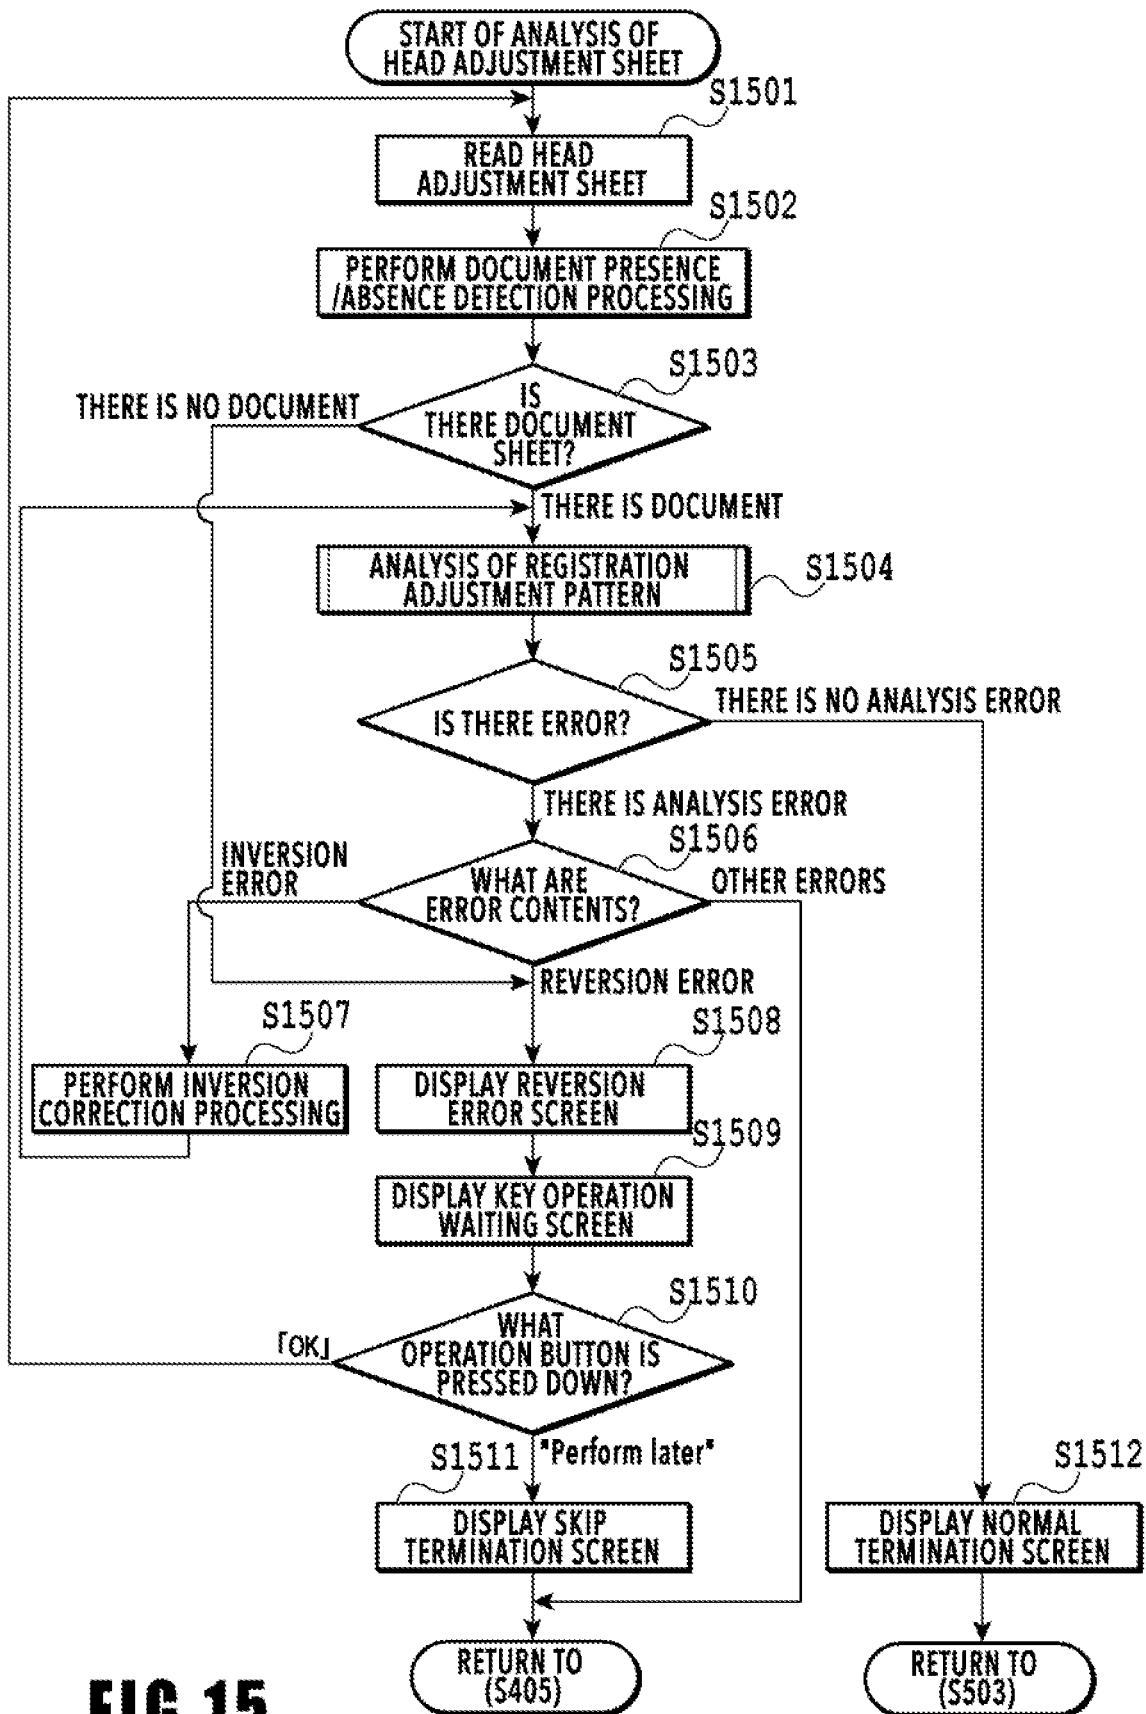 START OF ANALYSIS OF
HEAD ADJUSTMENT SHEET
S1501
READ HEAD
ADJUSTMENT SHEET
S1502
PERFORM DOCUMENT PRESENCE
/ABSENCE DETECTION PROCESSING
S1503
THERE IS NO DOCUMENT
IS
THERE DOCUMENT
SHEET?
THERE IS DOCUMENT
ANALYSIS OF REGISTRATION
ADJUSTMENT PATTERN
S1504
S1505
THERE IS NO ANALYSIS ERROR
IS THERE ERROR?
THERE IS ANALYSIS ERROR
S1506
INVERSION
ERROR
WHAT ARE
ERROR CONTENTS?
OTHER ERRORS
REVERSION ERROR
S1507
S1508
PERFORM INVERSION
CORRECTION PROCESSING
DISPLAY REVERSION
ERROR SCREEN
S1509
DISPLAY KEY OPERATION
WAITING SCREEN
S1510
「OK」
WHAT
OPERATION BUTTON IS
PRESSED DOWN?
"Perform later"
S1511
S1512
DISPLAY SKIP
TERMINATION SCREEN
DISPLAY NORMAL
TERMINATION SCREEN
RETURN TO
(S405)
RETURN TO
(S503)
FIG.15